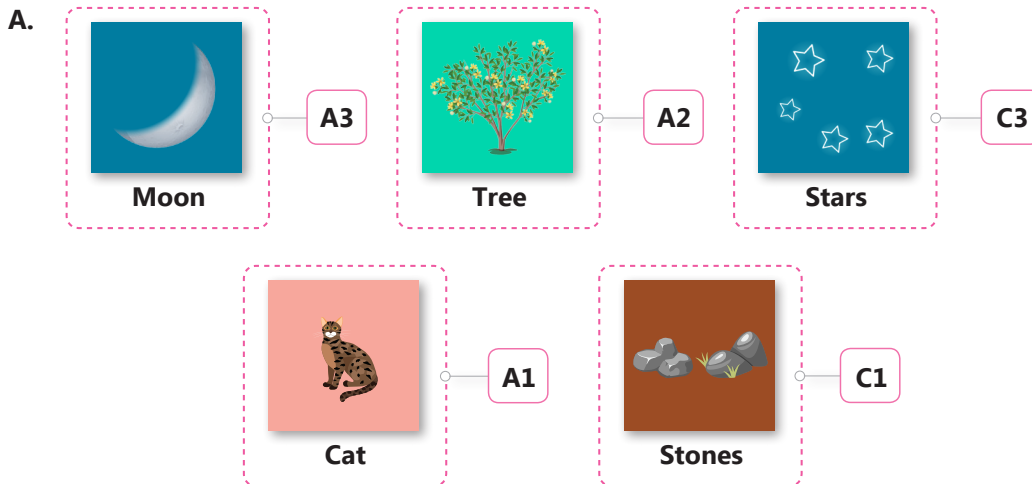 A.
A3
A2
C3
Moon
Tree
Stars
A1
C1
Cat
Stones